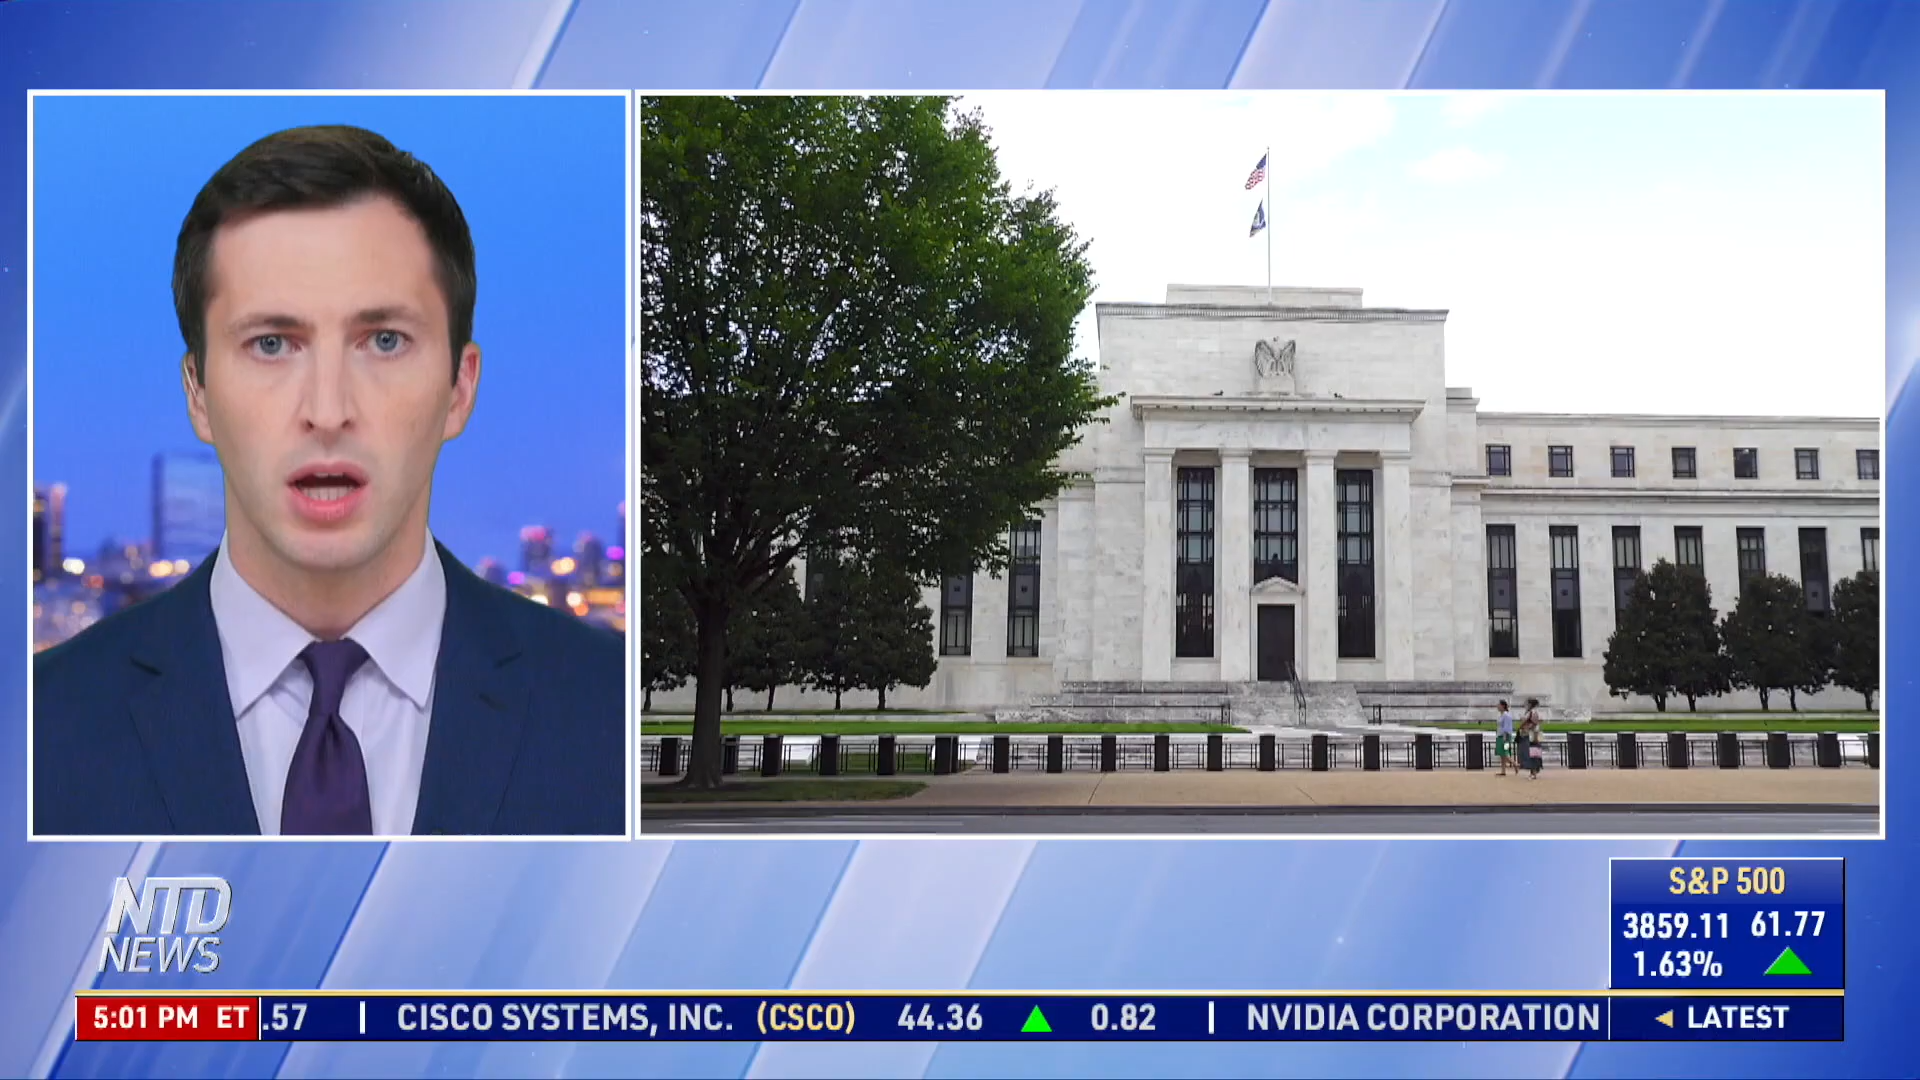 NTD
NEWS
S&P 500
3859.11 61.77
1.63%
5:01 PM ET .57 | CISCO SYSTEMS, INC. (CSCO) 44.36 0.82 | NVIDIA CORPORATION LATEST